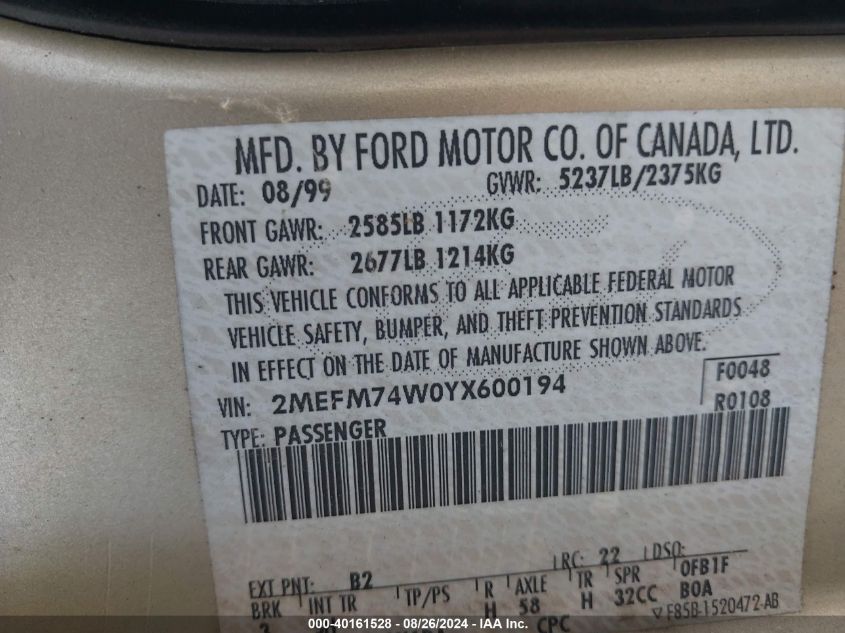 MFD. BY FORD MOTOR CO. OF CANADA, LTD.
DATE: 08/99 GVWR: 5237LB/2375KG
FRONT GAWR: 2585LB 1172KG
REAR GAWR: 2677LB 1214KG
THIS VEHICLE CONFORMS TO ALL APPLICABLE FEDERAL MOTOR
VEHICLE SAFETY, BUMPER, AND THEFT PREVENTION STANDARDS
IN EFFECT ON THE DATE OF MANUFACTURE SHOWN ABOVE.
VIN: 2MEFM74W0YX600194 F0048
TYPE: PASSENGER R0108
RC: 22 DSO:
EXT PNT: B2 0FB1F
BRK INT TR TP/PS R AXLE TR SPR B0A
H 58 H 32CC
▽ F85B-1520472-AB
CPC
000-40161528 - 08/26/2024 - IAAI.com